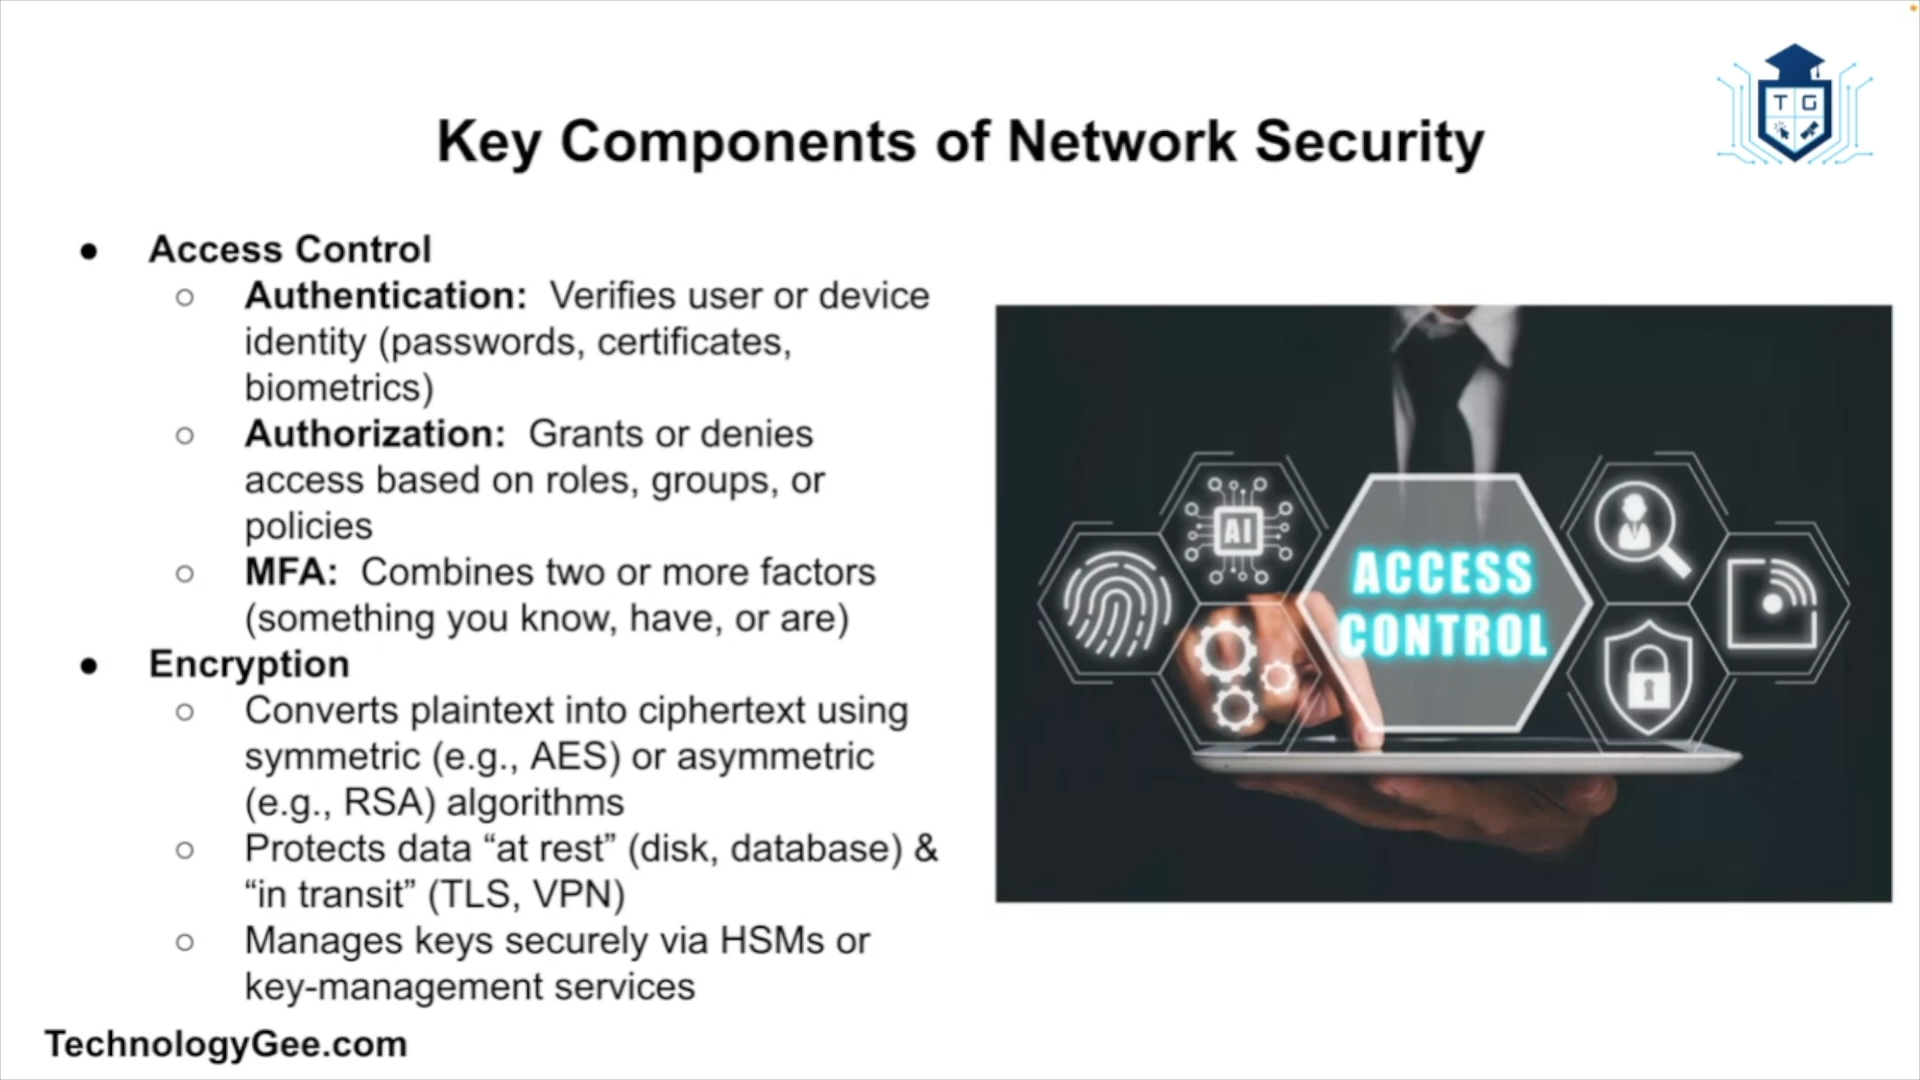 T G
Key Components of Network Security
● Access Control
○ Authentication: Verifies user or device
identity (passwords, certificates,
biometrics)
○ Authorization: Grants or denies
access based on roles, groups, or
policies
○ MFA: Combines two or more factors
(something you know, have, or are)
● Encryption
○ Converts plaintext into ciphertext using
symmetric (e.g., AES) or asymmetric
(e.g., RSA) algorithms
○ Protects data “at rest” (disk, database) &
“in transit” (TLS, VPN)
○ Manages keys securely via HSMs or
key-management services
AI
ACCESS
CONTROL
TechnologyGee.com